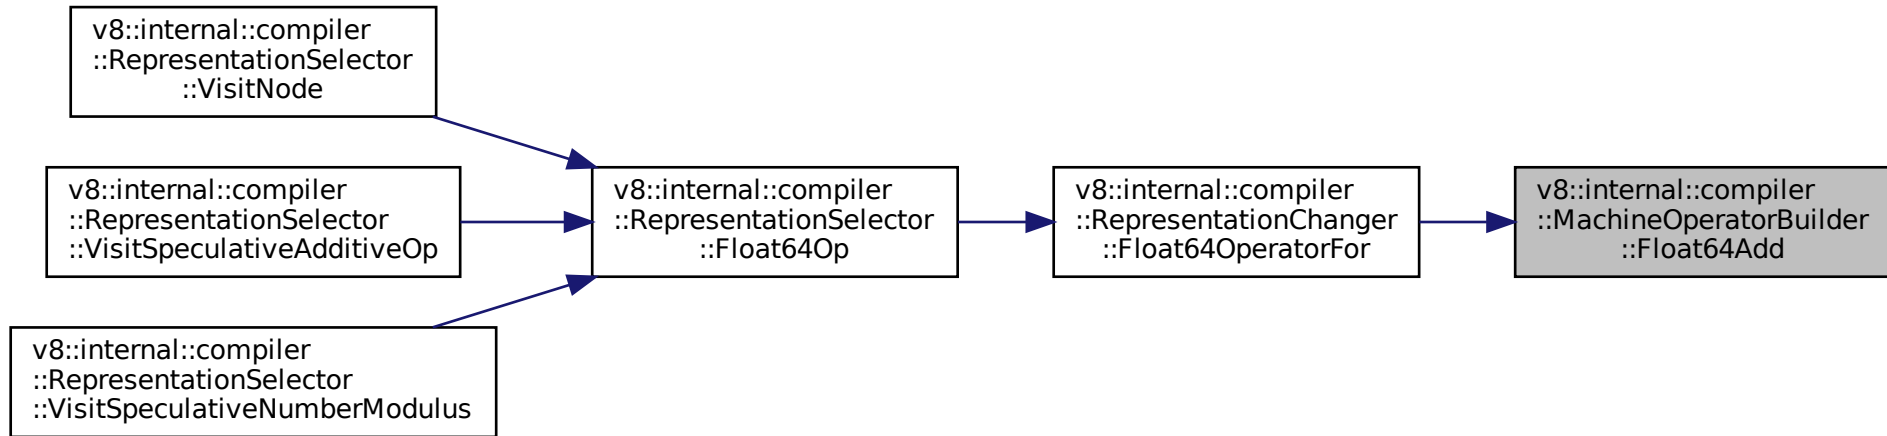 v8::internal::compiler
::RepresentationSelector
::VisitNode
v8::internal::compiler
::RepresentationSelector
::VisitSpeculativeAdditiveOp
v8::internal::compiler
::RepresentationSelector
::VisitSpeculativeNumberModulus
v8::internal::compiler
::RepresentationSelector
::Float64Op
v8::internal::compiler
::RepresentationChanger
::Float64OperatorFor
v8::internal::compiler
::MachineOperatorBuilder
::Float64Add